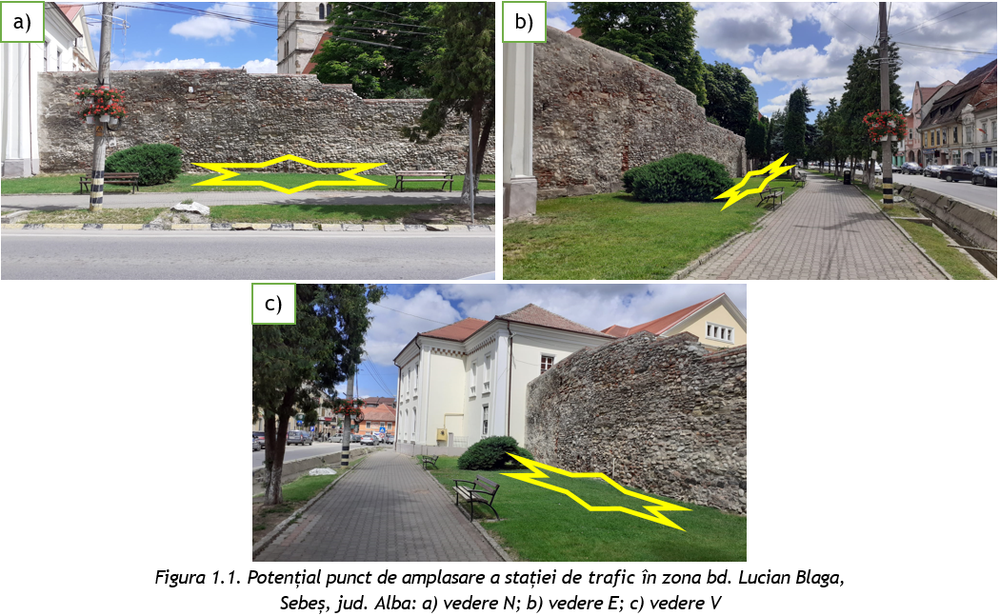 a)
b)
c)
Figura 1.1. Potențial punct de amplasare a stației de trafic în zona bd. Lucian Blaga,
Sebeș, jud. Alba: a) vedere N; b) vedere E; c) vedere V